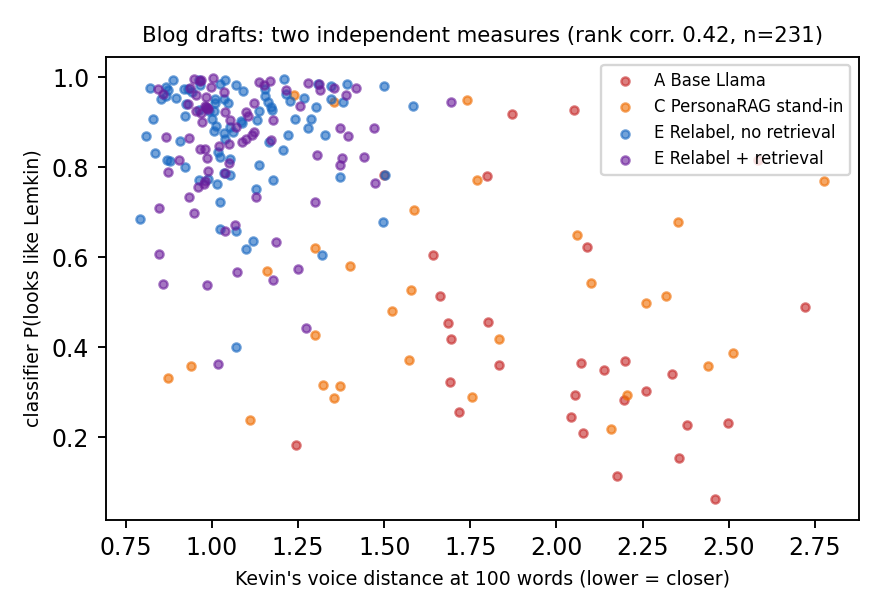 Blog drafts: two independent measures (rank corr. 0.42, n=231)
A Base Llama
C PersonaRAG stand-in
E Relabel, no retrieval
E Relabel + retrieval
classifier P(looks like Lemkin)
1.0
0.8
0.6
0.4
0.2
0.75 1.00 1.25 1.50 1.75 2.00 2.25 2.50 2.75
Kevin's voice distance at 100 words (lower = closer)